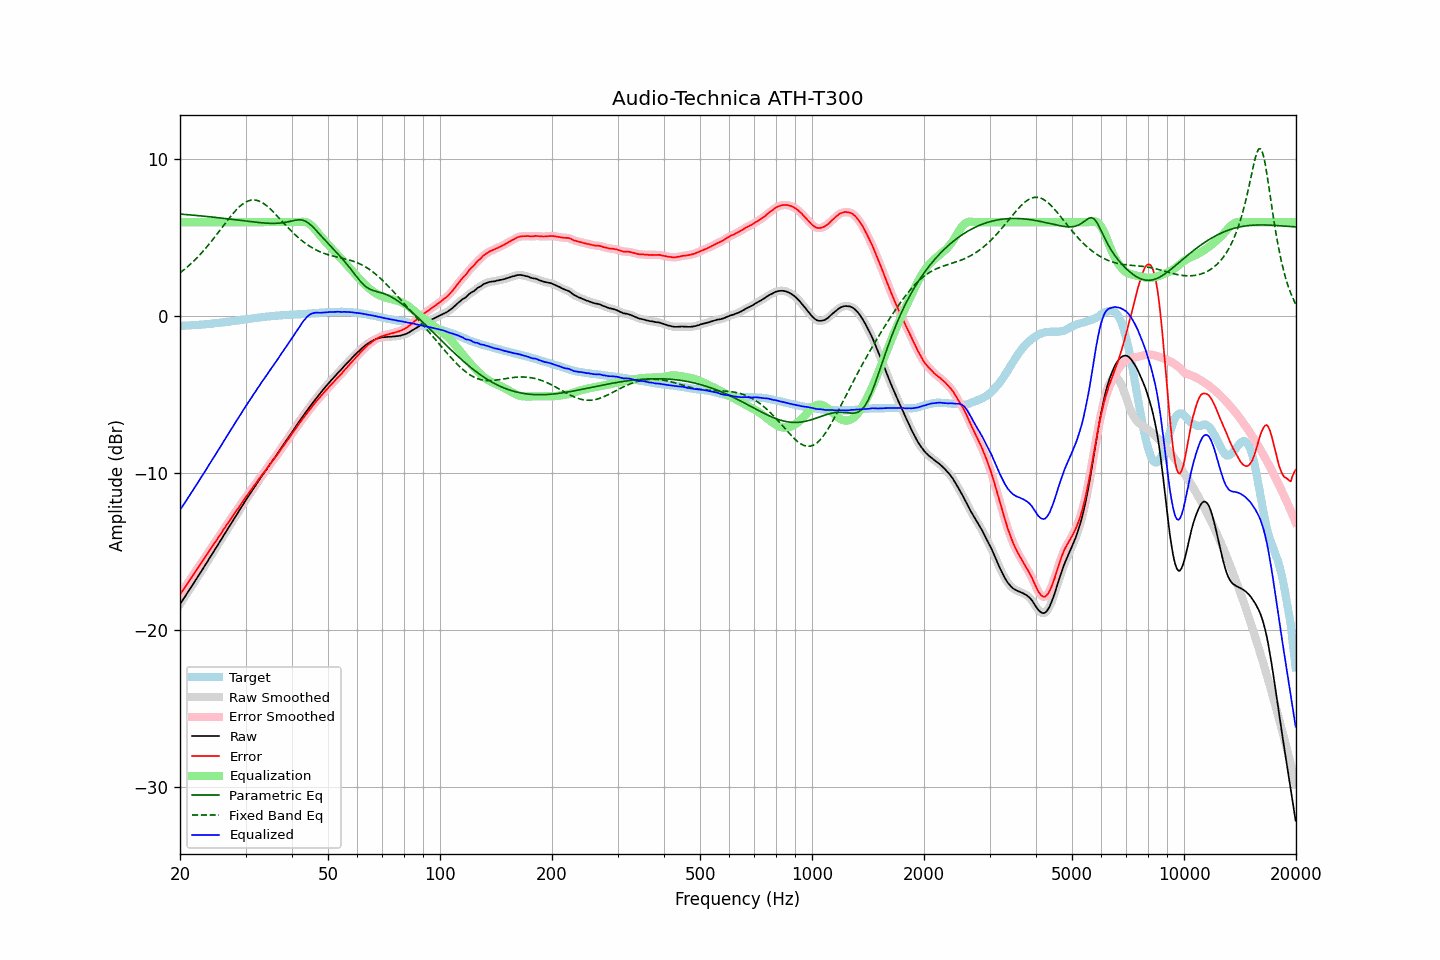 Audio-Technica ATH-T300
Amplitude (dBr)
10
0
−10
−20
−30
Target
Raw Smoothed
Error Smoothed
Raw
Error
Equalization
Parametric Eq
Fixed Band Eq
Equalized
20 50 100 200 500 1000 2000 5000 10000 20000
Frequency (Hz)